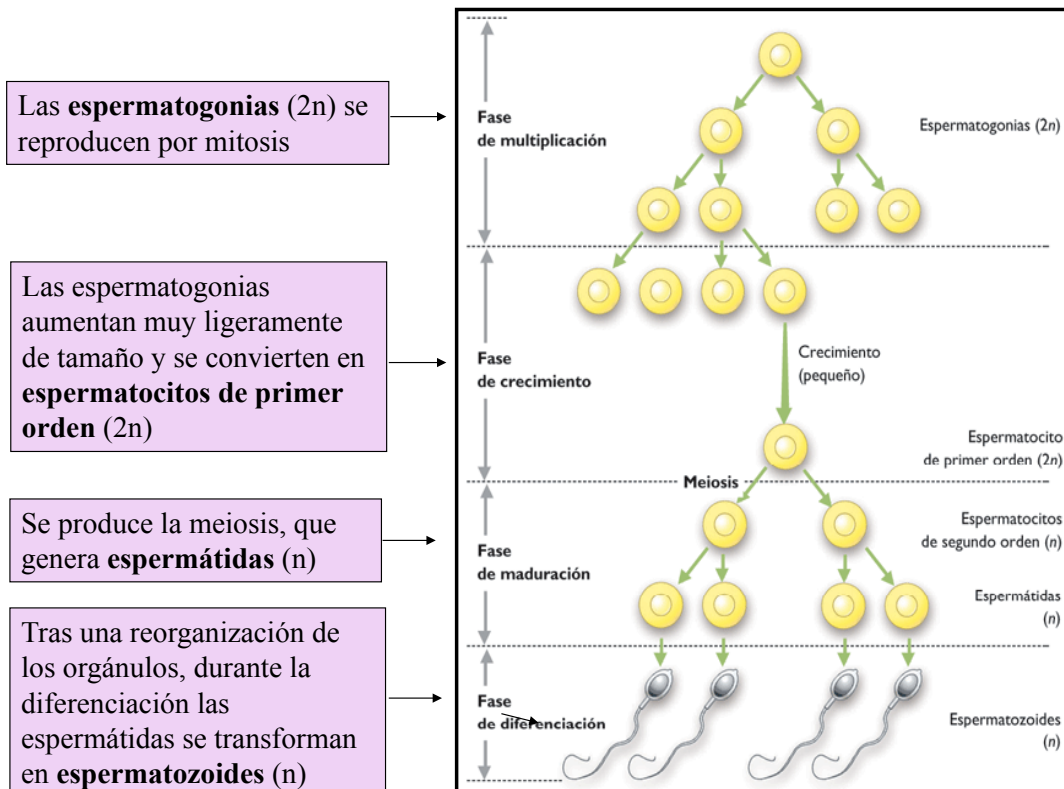 Las espermatogonias (2n) se
reproducen por mitosis
Las espermatogonias
aumentan muy ligeramente
de tamaño y se convierten en
espermatocitos de primer
orden (2n)
Se produce la meiosis, que
genera espermátidas (n)
Tras una reorganización de
los orgánulos, durante la
diferenciación las
espermátidas se transforman
en espermatozoides (n)
Fase
de multiplicación
Espermatogonias (2n)
Fase
de crecimiento
Crecimiento
(pequeño)
Espermatocito
de primer orden (2n)
Meiosis
Fase
de maduración
Espermatocitos
de segundo orden (n)
Espermátidas
(n)
Fase
de diferenciación
Espermatozoides
(n)